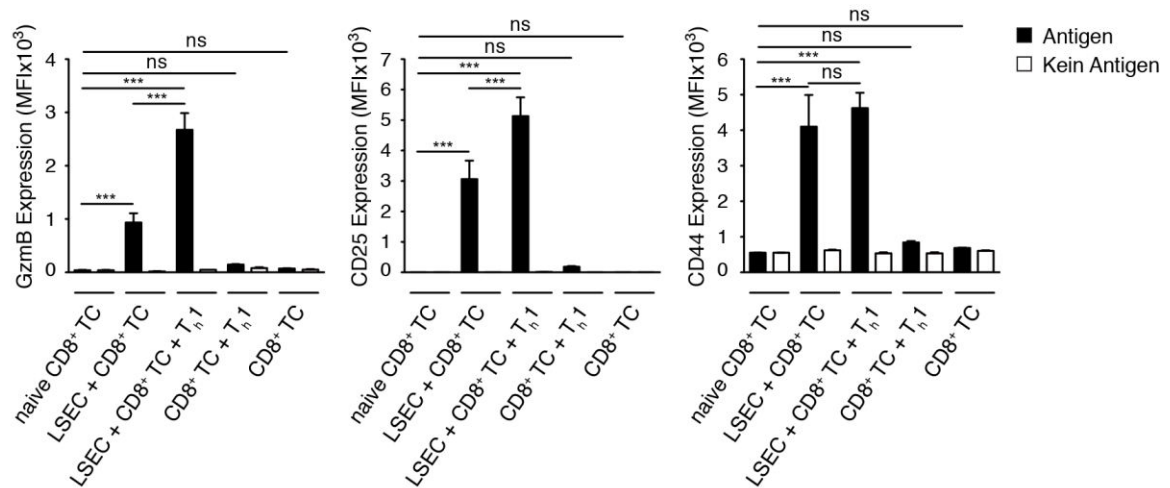 ns
ns
***
***
***
GzmB Expression (MFIx10³)
4
3
2
1
0
naive CD8⁺ TC
LSEC + CD8⁺ TC
LSEC + CD8⁺ TC + Tₕ1
CD8⁺ TC + Tₕ1
CD8⁺ TC
ns
ns
***
***
***
CD25 Expression (MFIx10³)
7
6
5
4
3
2
1
0
naive CD8⁺ TC
LSEC + CD8⁺ TC
LSEC + CD8⁺ TC + Tₕ1
CD8⁺ TC + Tₕ1
CD8⁺ TC
ns
ns
***
*** ns
CD44 Expression (MFIx10³)
6
5
4
3
2
1
0
naive CD8⁺ TC
LSEC + CD8⁺ TC
LSEC + CD8⁺ TC + Tₕ1
CD8⁺ TC + Tₕ1
CD8⁺ TC
Antigen
Kein Antigen